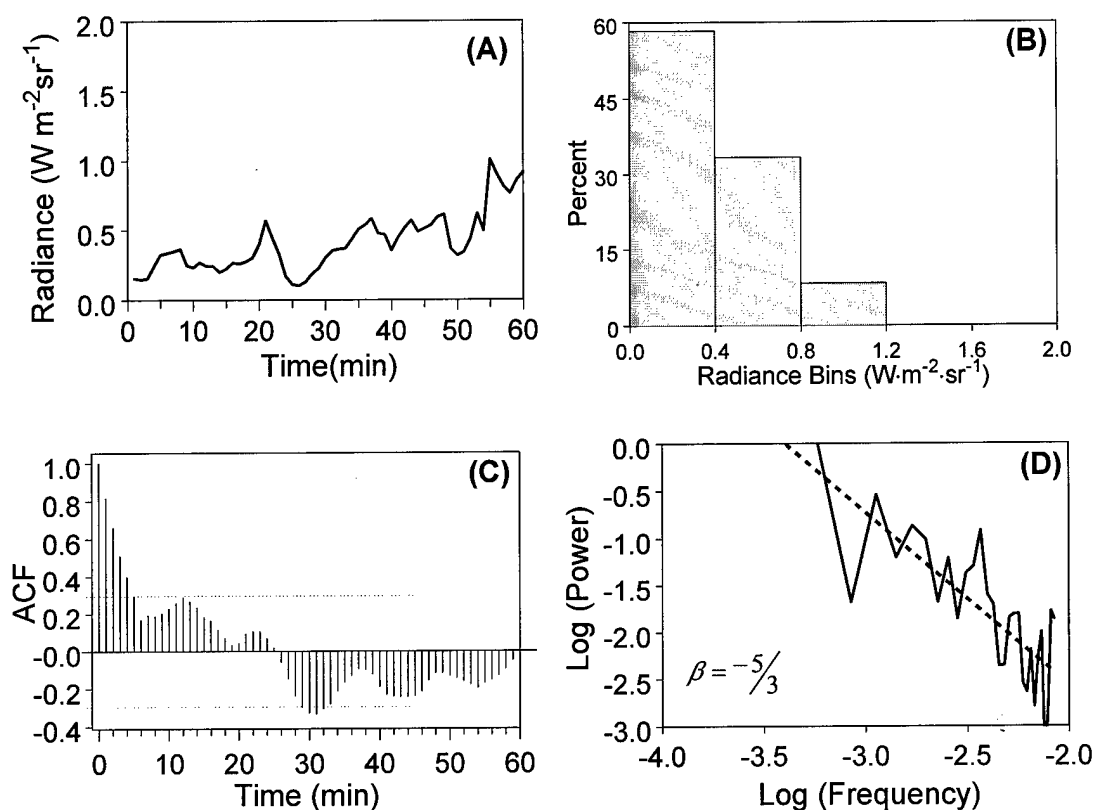 (A)
Radiance (W m⁻²sr⁻¹)
2.0
1.5
1.0
0.5
0.0
0 10 20 30 40 50 60
Time(min)
(B)
Percent
60
45
30
15
0
0.0 0.4 0.8 1.2 1.6 2.0
Radiance Bins (W·m⁻²·sr⁻¹)
(C)
ACF
1.0
0.8
0.6
0.4
0.2
-0.0
-0.2
-0.4
0 10 20 30 40 50 60
Time (min)
(D)
Log (Power)
0.0
-0.5
-1.0
-1.5
-2.0
-2.5
-3.0
β = -5/3
-4.0 -3.5 -3.0 -2.5 -2.0
Log (Frequency)